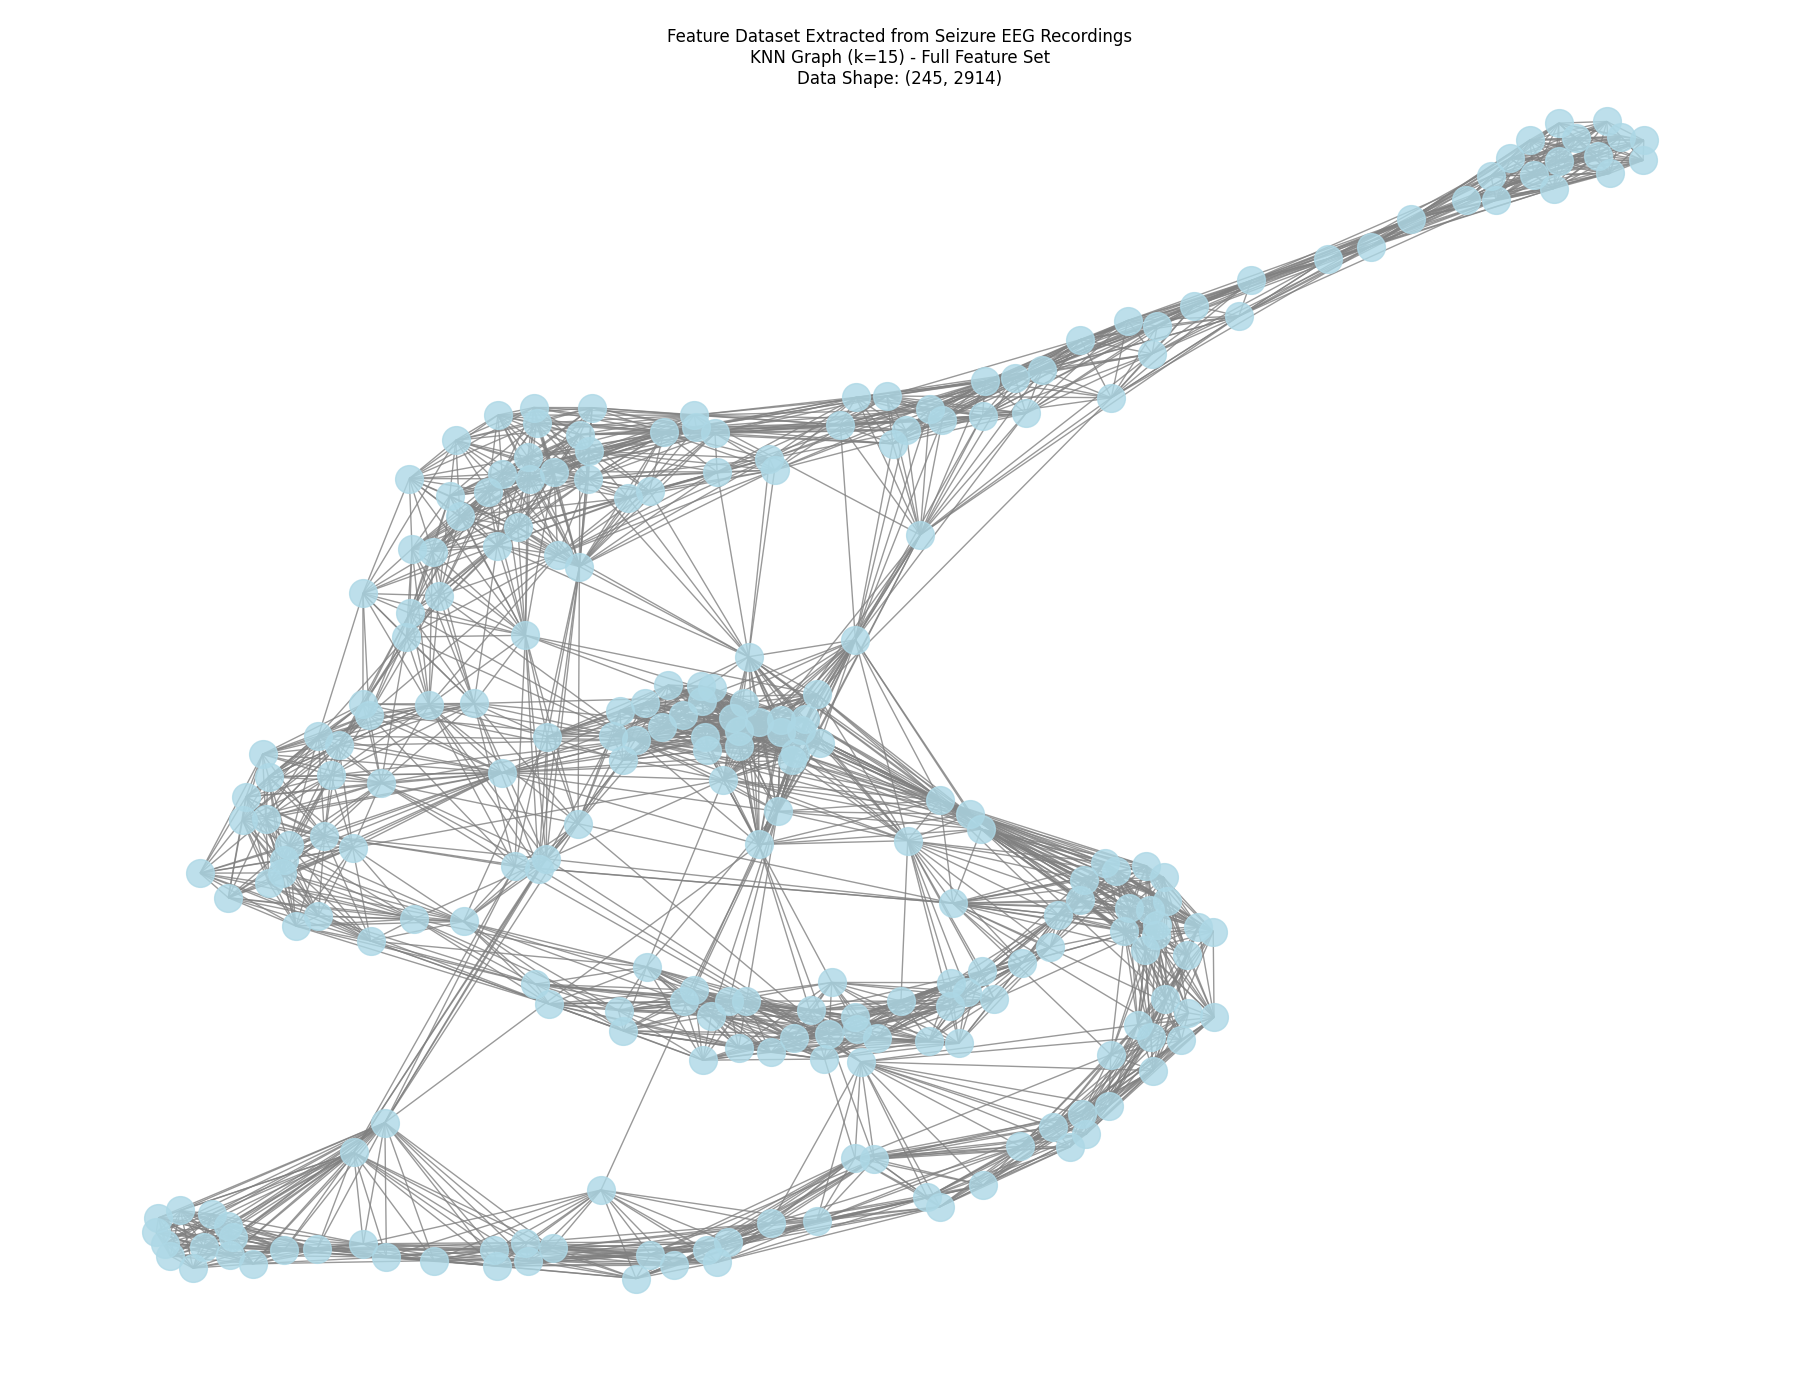 Feature Dataset Extracted from Seizure EEG Recordings
KNN Graph (k=15) - Full Feature Set
Data Shape: (245, 2914)